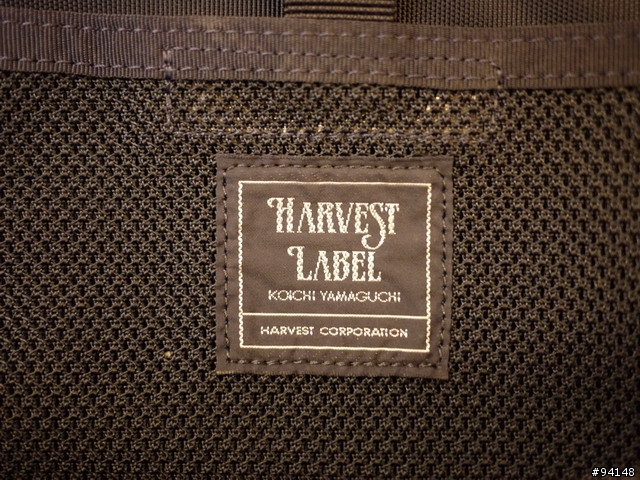 HARVEST
LABEL
KOICHI YAMAGUCHI
HARVEST CORPORATION
#94148